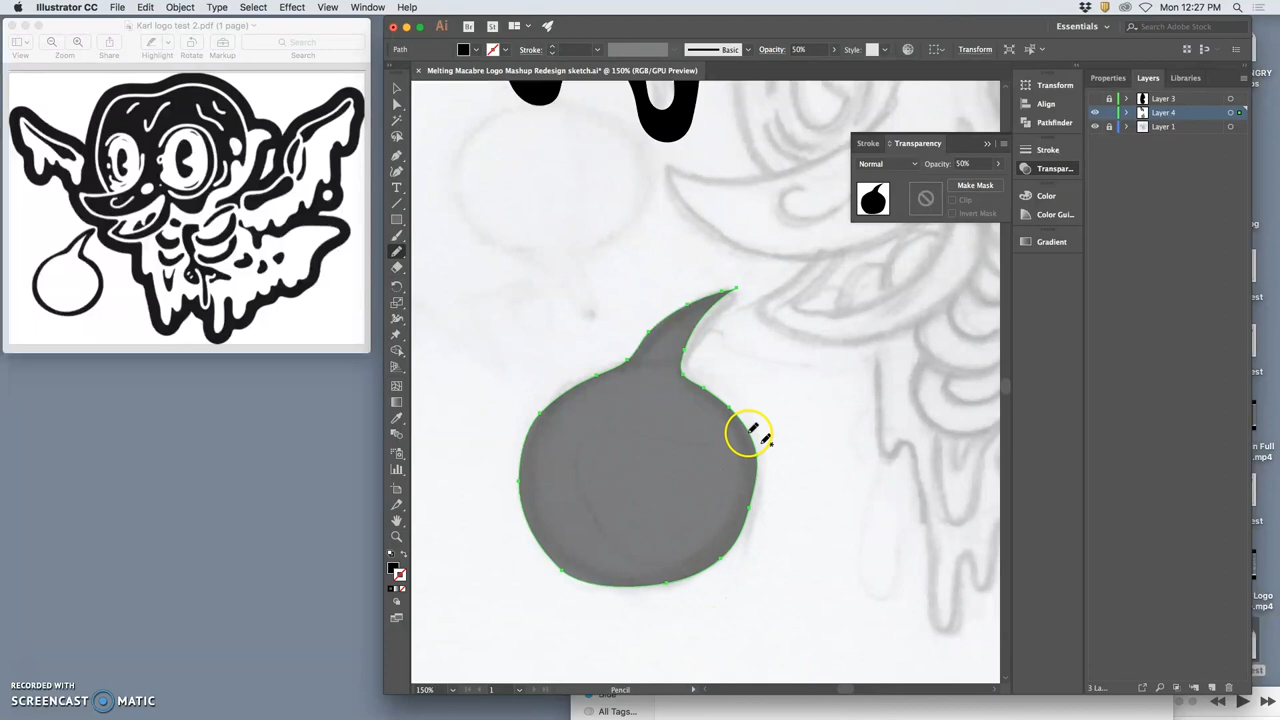 Illustrator CC File Edit Object Type Select Effect View Window Help
Mon 12:27 PM
Karl logo test 2.pdf (1 page)
Search
View Zoom Share Highlight Rotate Markup Search
Ai Br St
Essentials
Search Adobe Stock
Path Stroke: Basic Opacity: 50% Style: Transform
Melting Macabre Logo Mashup Redesign sketch.ai* @ 150% (RGB/GPU Preview)
Properties Layers Libraries
Transform
Align
Pathfinder
Stroke
Transpar...
Color
Color Gui...
Gradient
Layer 3
Layer 4
Layer 1
Stroke Transparency
Normal Opacity: 50%
Make Mask
Clip
Invert Mask
150% 1 Pencil
3 La...
All Tags...
RECORDED WITH
SCREENCAST MATIC